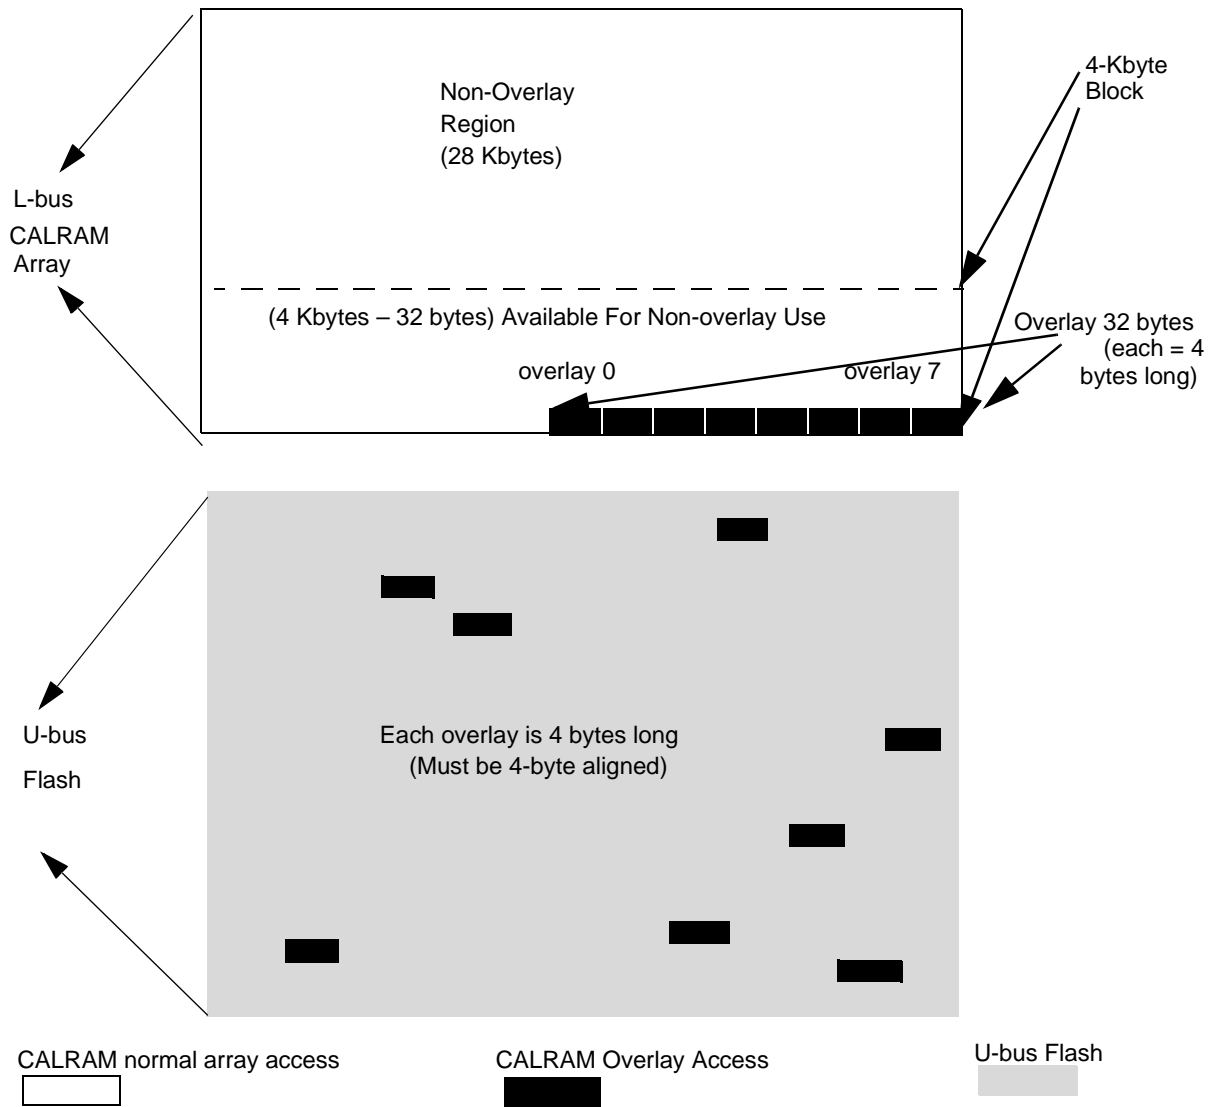 Non-Overlay
Region
(28 Kbytes)
4-Kbyte
Block
L-bus
CALRAM
Array
(4 Kbytes – 32 bytes) Available For Non-overlay Use
Overlay 32 bytes
(each = 4
bytes long)
overlay 0
overlay 7
U-bus
Flash
Each overlay is 4 bytes long
(Must be 4-byte aligned)
CALRAM normal array access
CALRAM Overlay Access
U-bus Flash